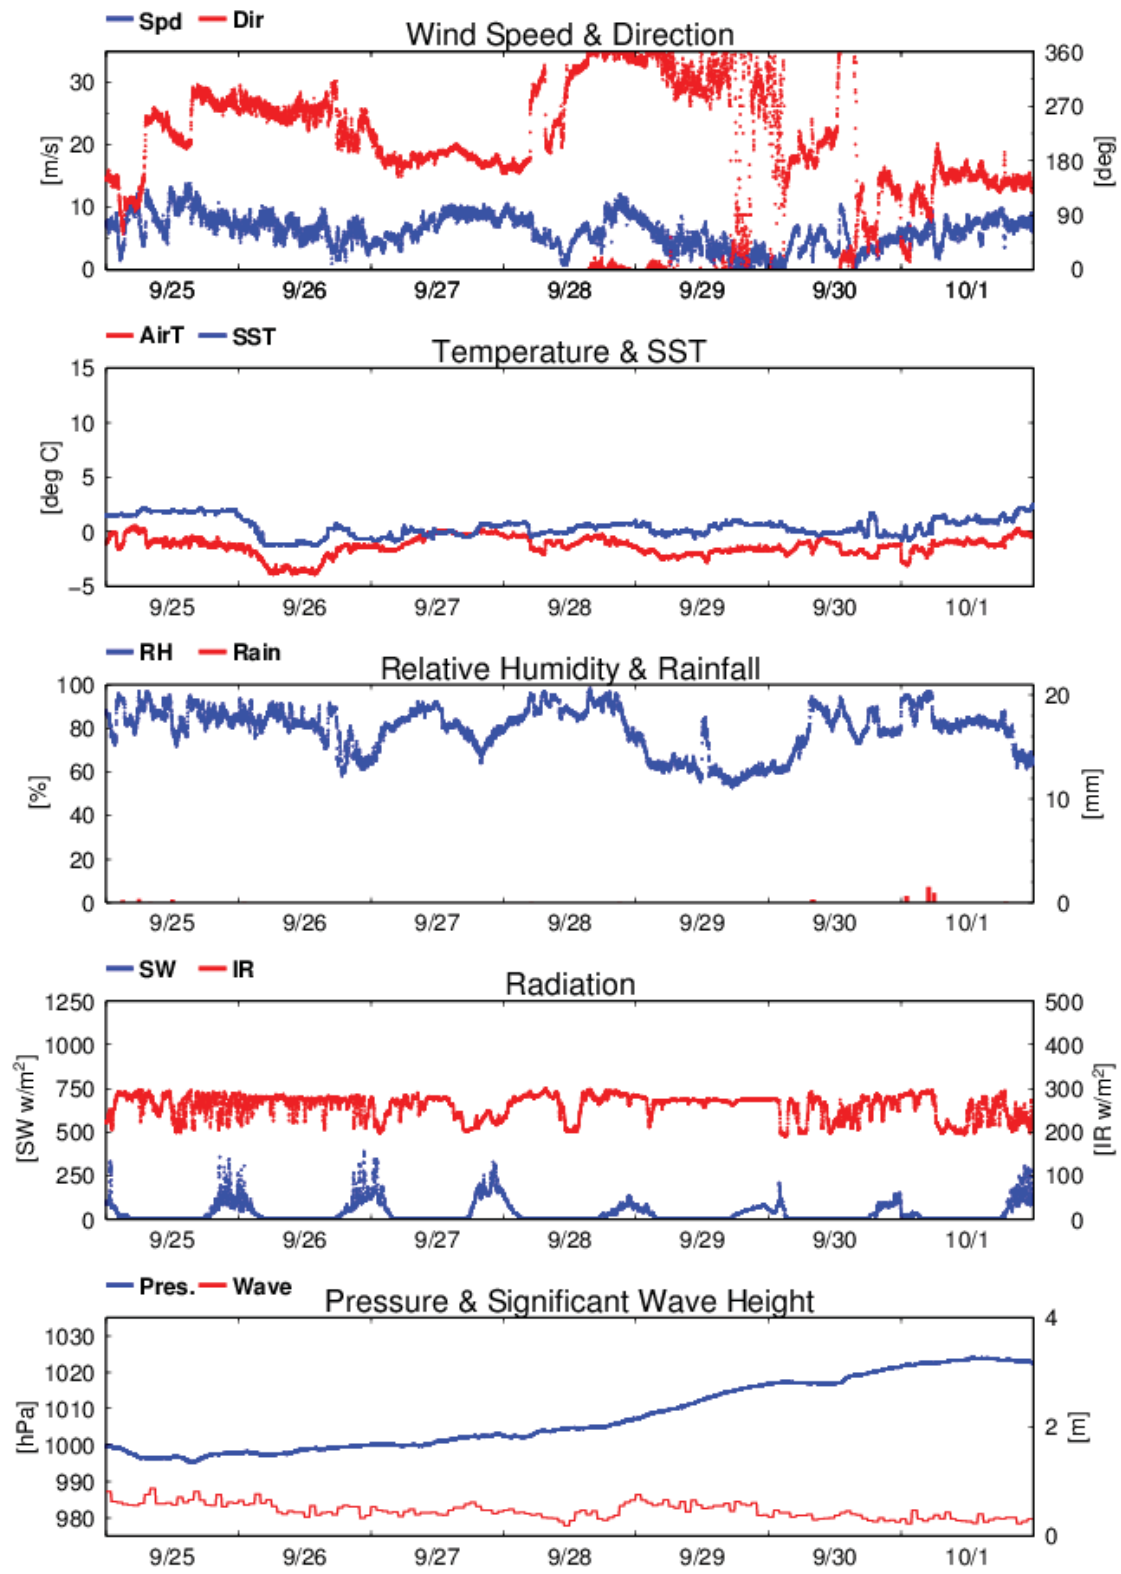 Spd Dir
Wind Speed & Direction
30
20
10
0
[m/s]
360
270
180
90
0
[deg]
9/25 9/26 9/27 9/28 9/29 9/30 10/1
AirT SST
Temperature & SST
15
10
5
0
−5
[deg C]
9/25 9/26 9/27 9/28 9/29 9/30 10/1
RH Rain
Relative Humidity & Rainfall
100
80
60
40
20
0
[%]
20
10
0
[mm]
9/25 9/26 9/27 9/28 9/29 9/30 10/1
SW IR
Radiation
1250
1000
750
500
250
0
[SW w/m²]
500
400
300
200
100
0
[IR w/m²]
9/25 9/26 9/27 9/28 9/29 9/30 10/1
Pres. Wave
Pressure & Significant Wave Height
1030
1020
1010
1000
990
980
[hPa]
4
2
0
[m]
9/25 9/26 9/27 9/28 9/29 9/30 10/1